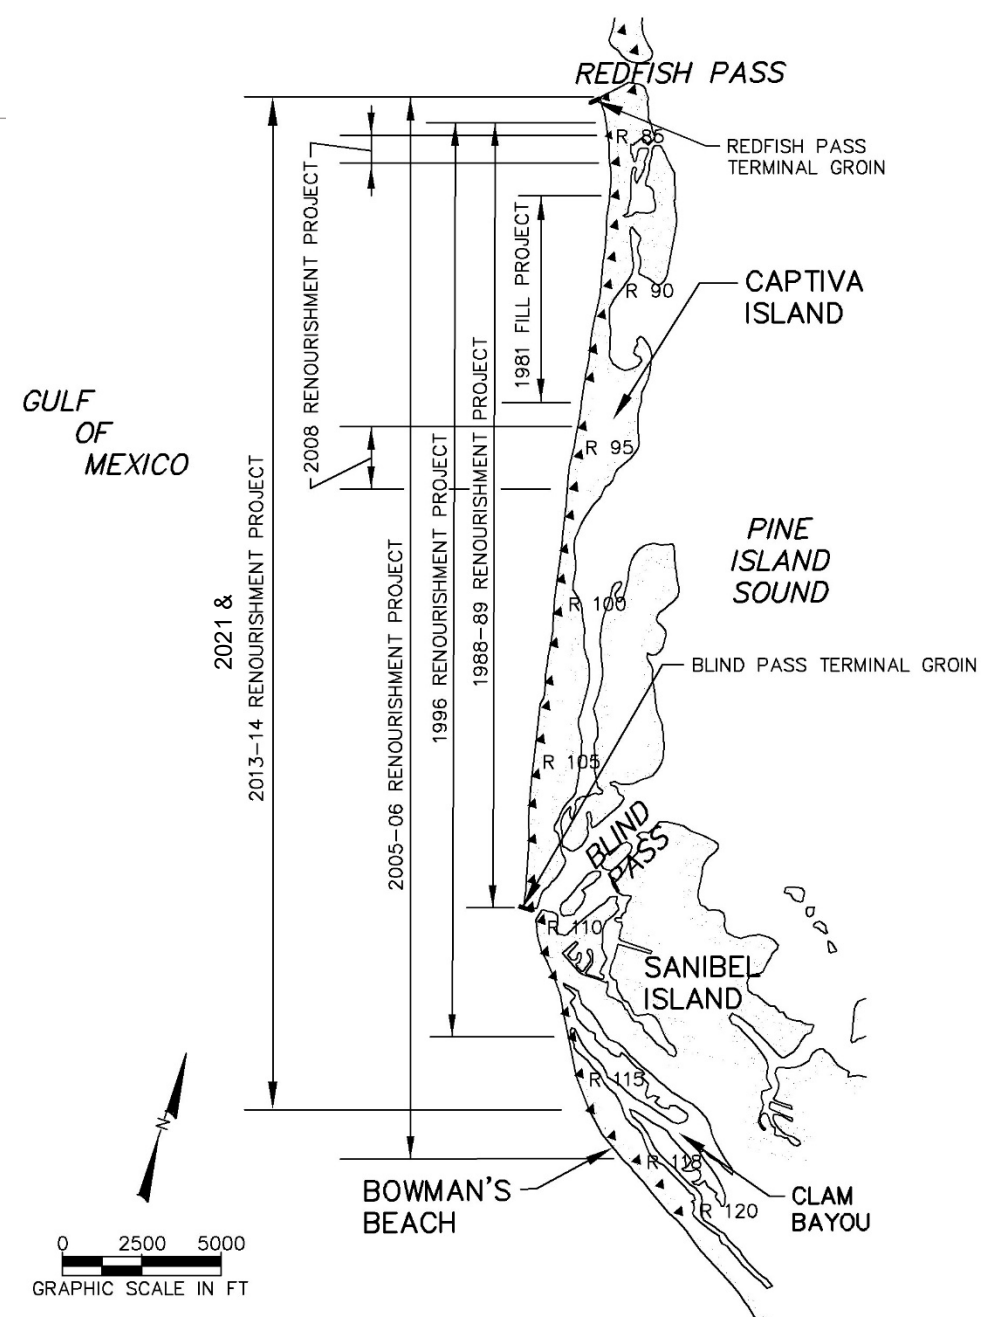 REDFISH PASS
R 85
REDFISH PASS
TERMINAL GROIN
2008 RENOURISHMENT PROJECT
1981 FILL PROJECT
R 90
CAPTIVA
ISLAND
GULF
OF
MEXICO
R 95
2021 &
2013-14 RENOURISHMENT PROJECT
2005-06 RENOURISHMENT PROJECT
1996 RENOURISHMENT PROJECT
1988-89 RENOURISHMENT PROJECT
PINE
ISLAND
SOUND
R 100
BLIND PASS TERMINAL GROIN
R 105
BLIND
PASS
R 110
SANIBEL
ISLAND
R 115
N
R 118
BOWMAN'S
BEACH
R 120
CLAM
BAYOU
0 2500 5000
GRAPHIC SCALE IN FT